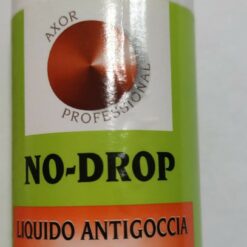 AXOR
PROFESSIONAL
NO-DROP
LIQUIDO ANTIGOCCIA